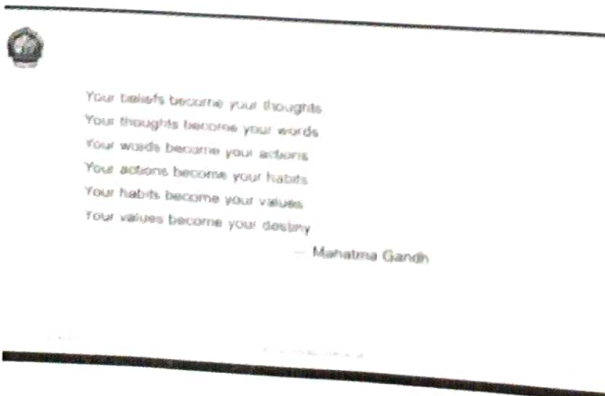 Your beliefs become your thoughts
Your thoughts become your words
Your words become your actions
Your actions become your habits
Your habits become your values
Your values become your destiny
— Mahatma Gandh